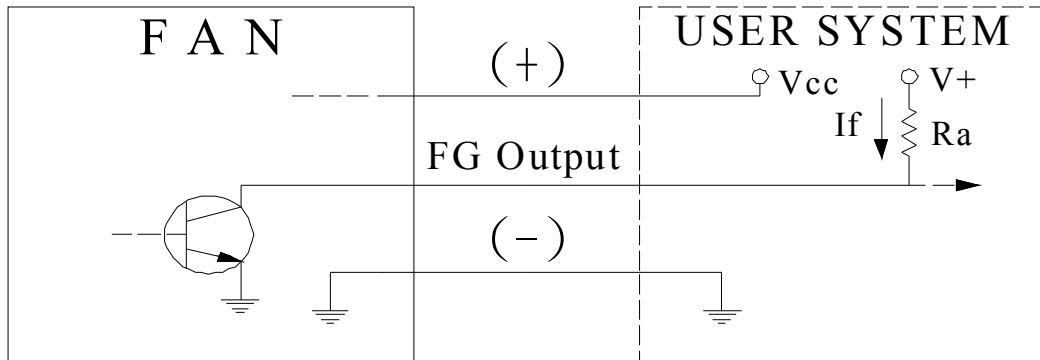 F A N
USER SYSTEM
(+)
Vcc
V+
If
Ra
FG Output
(-)